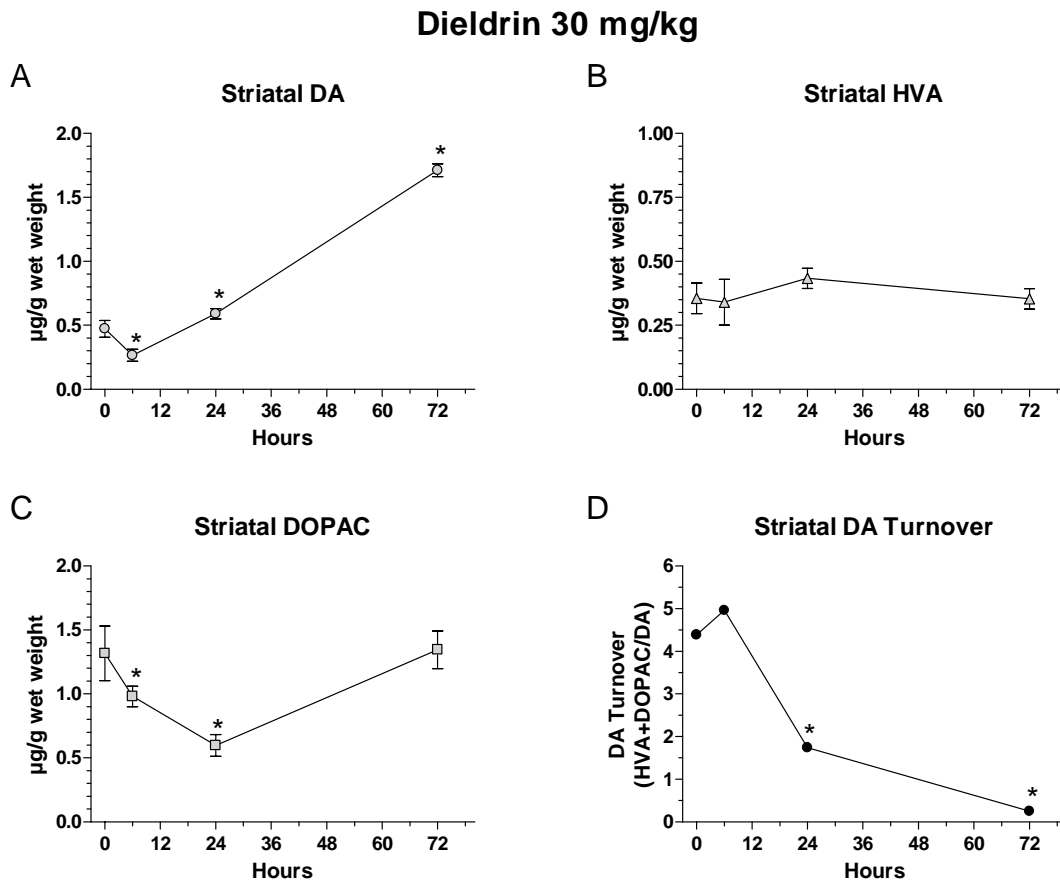 Dieldrin 30 mg/kg
A
Striatal DA
µg/g wet weight
2.0
1.5
1.0
0.5
0.0
*
*
*
0 12 24 36 48 60 72
Hours
B
Striatal HVA
µg/g wet weight
1.00
0.75
0.50
0.25
0.00
0 12 24 36 48 60 72
Hours
C
Striatal DOPAC
µg/g wet weight
2.0
1.5
1.0
0.5
0.0
*
*
0 12 24 36 48 60 72
Hours
D
Striatal DA Turnover
DA Turnover
(HVA+DOPAC/DA)
6
5
4
3
2
1
0
*
*
0 12 24 36 48 60 72
Hours